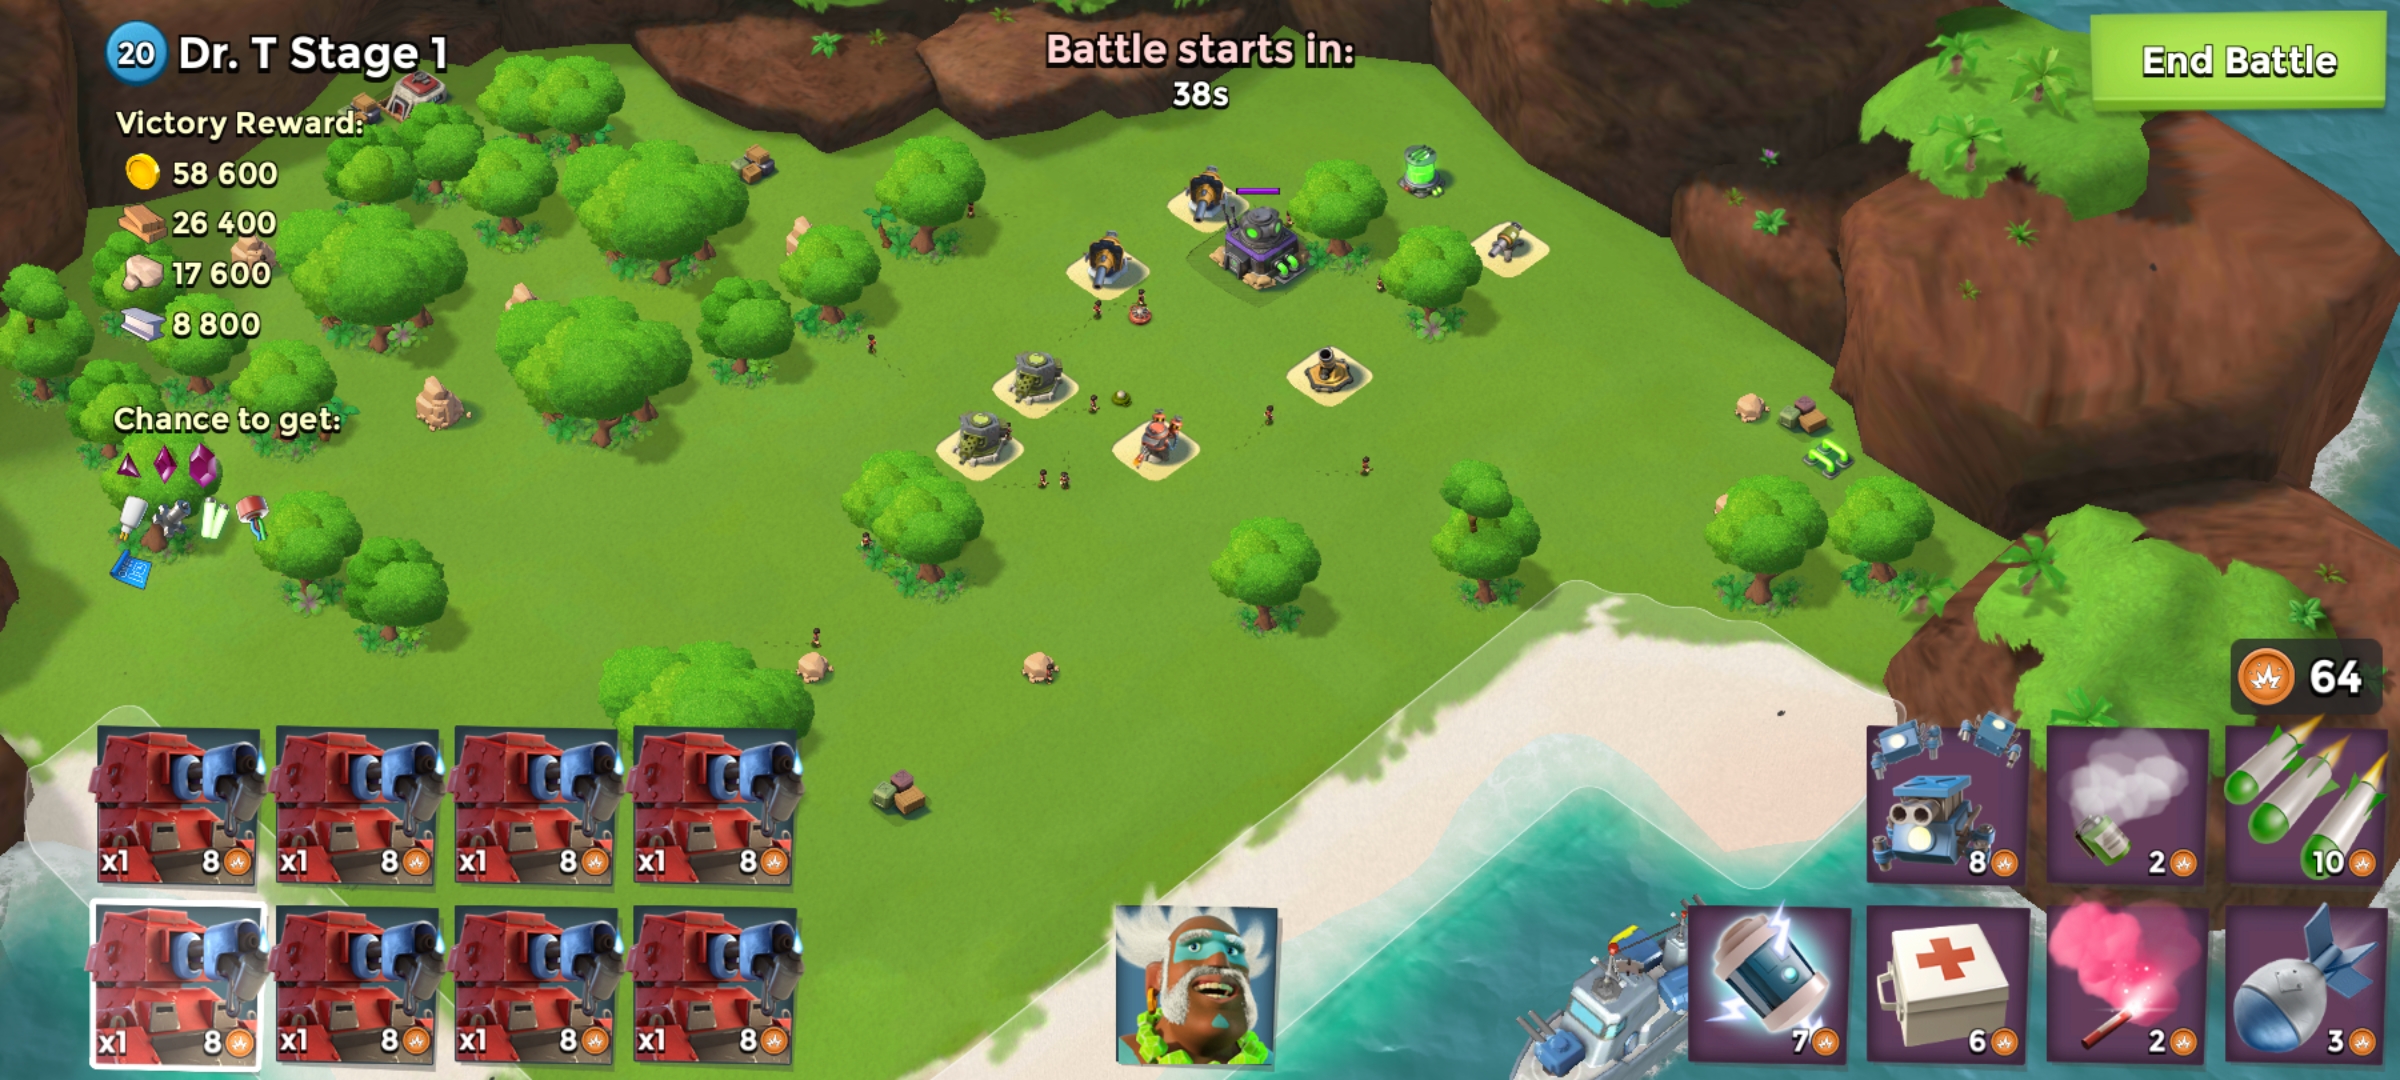 20 Dr. T Stage 1
Battle starts in:
38s
End Battle
Victory Reward:
58 600
26 400
17 600
8 800
Chance to get:
64
x1 8
x1 8
x1 8
x1 8
8
2
10
x1 8
x1 8
x1 8
x1 8
7
6
2
3